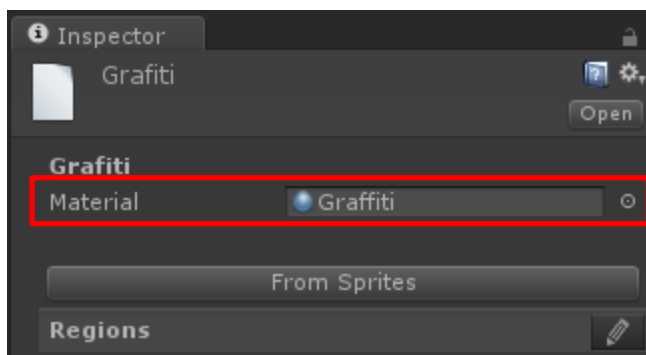 Inspector
Grafiti
Open
Grafiti
Material Graffiti
From Sprites
Regions